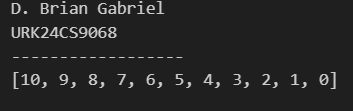 D. Brian Gabriel
URK24CS9068
------------------
[10, 9, 8, 7, 6, 5, 4, 3, 2, 1, 0]